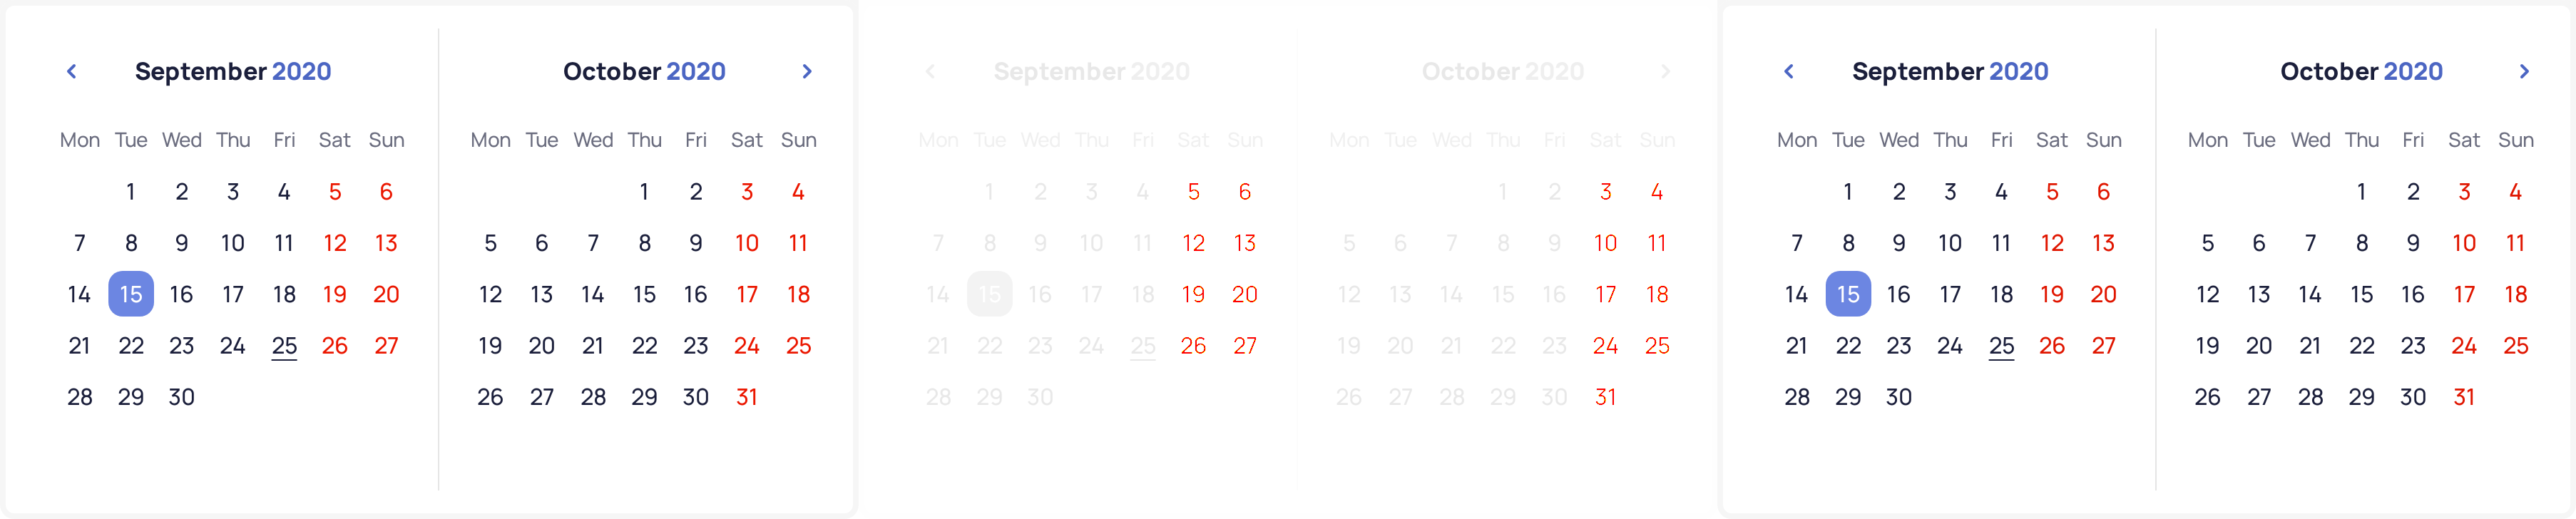 September 2020 October 2020 September 2020 October 2020 September 2020 October 2020
Mon Tue Wed Thu Fri Sat Sun Mon Tue Wed Thu Fri Sat Sun Mon Tue Wed Thu Fri Sat Sun Mon Tue Wed Thu Fri Sat Sun Mon Tue Wed Thu Fri Sat Sun Mon Tue Wed Thu Fri Sat Sun
1 2 3 4 5 6 1 2 3 4 1 2 3 4 5 6 1 2 3 4 1 2 3 4 5 6 1 2 3 4
7 8 9 10 11 12 13 5 6 7 8 9 10 11 7 8 9 10 11 12 13 5 6 7 8 9 10 11 7 8 9 10 11 12 13 5 6 7 8 9 10 11
14 15 16 17 18 19 20 12 13 14 15 16 17 18 14 15 16 17 18 19 20 12 13 14 15 16 17 18 14 15 16 17 18 19 20 12 13 14 15 16 17 18
21 22 23 24 25 26 27 19 20 21 22 23 24 25 21 22 23 24 25 26 27 19 20 21 22 23 24 25 21 22 23 24 25 26 27 19 20 21 22 23 24 25
28 29 30 26 27 28 29 30 31 28 29 30 26 27 28 29 30 31 28 29 30 26 27 28 29 30 31